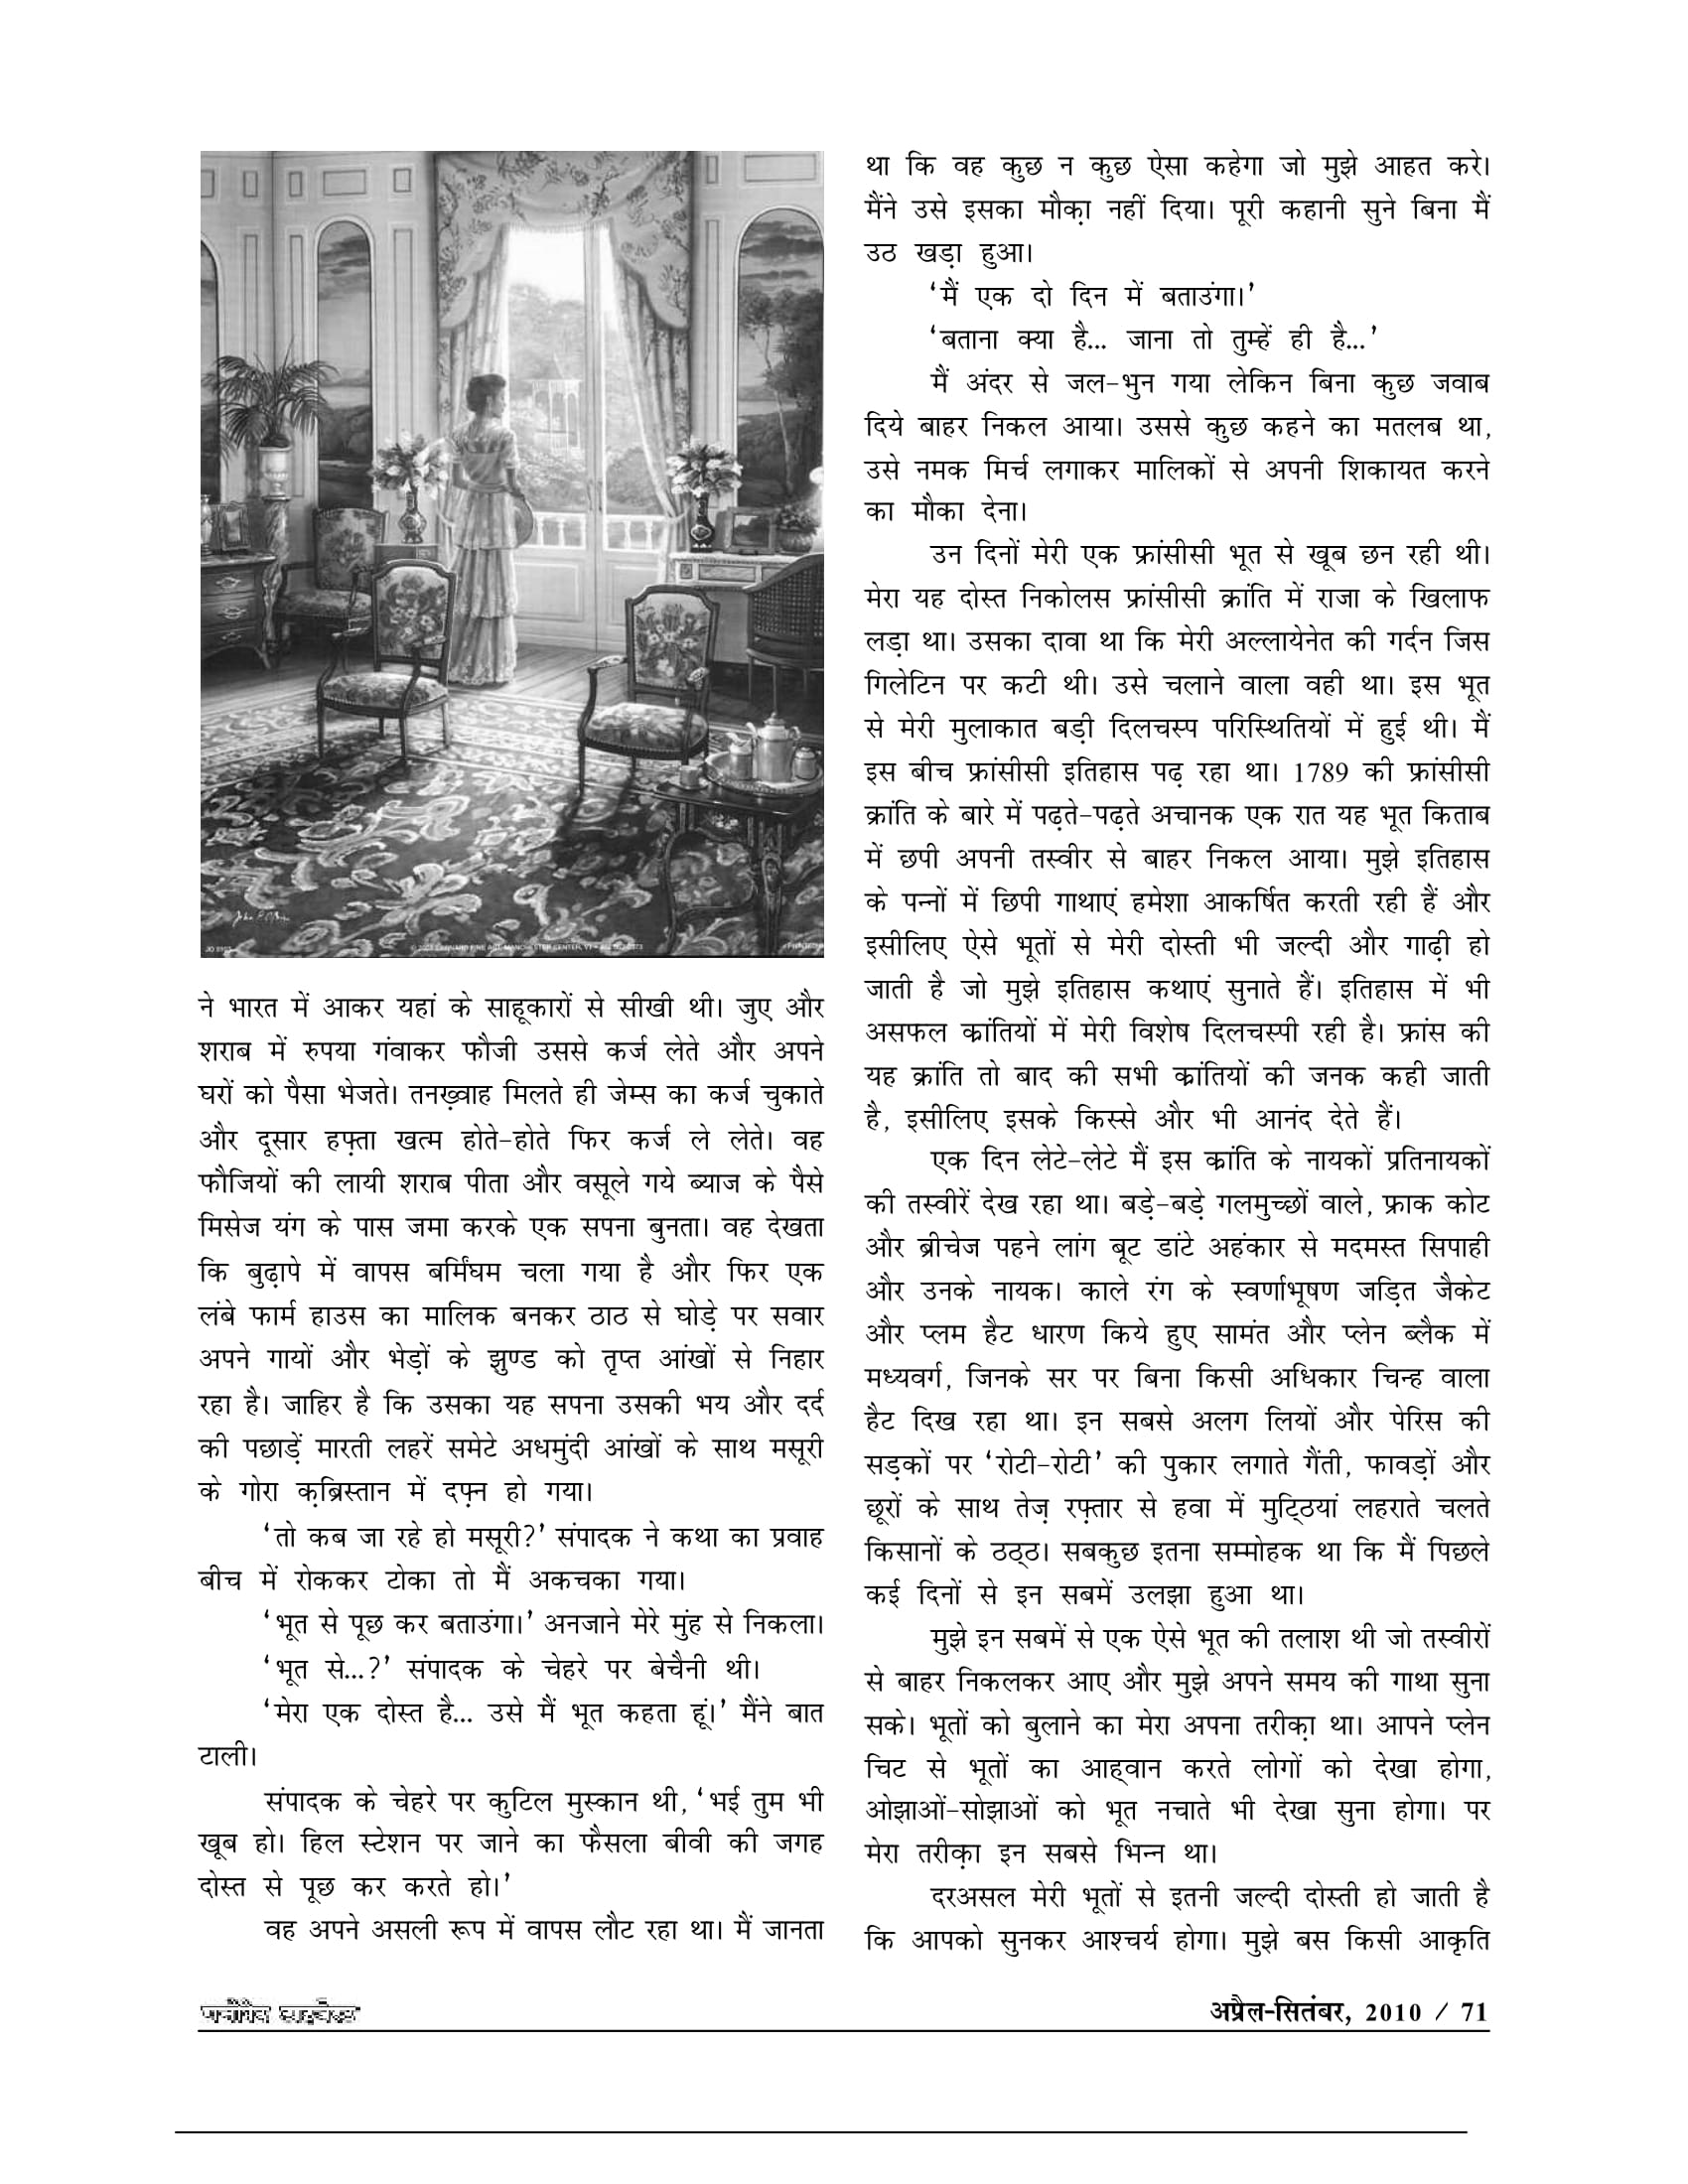 ने भारत में आकर यहां के साहूकारों से सीखी थी। जुए और
शराब में रुपया गंवाकर फौजी उससे कर्ज लेते और अपने
घरों को पैसा भेजते। तनख़्वाह मिलते ही जेम्स का कर्ज चुकाते
और दूसार हफ़्ता खत्म होते-होते फिर कर्ज ले लेते। वह
फौजियों की लायी शराब पीता और वसूले गये ब्याज के पैसे
मिसेज यंग के पास जमा करके एक सपना बुनता। वह देखता
कि बुढ़ापे में वापस बर्मिंघम चला गया है और फिर एक
लंबे फार्म हाउस का मालिक बनकर ठाठ से घोड़े पर सवार
अपने गायों और भेड़ों के झुण्ड को तृप्त आंखों से निहार
रहा है। जाहिर है कि उसका यह सपना उसकी भय और दर्द
की पछाड़ें मारती लहरें समेटे अधमुंदी आंखों के साथ मसूरी
के गोरा क़ब्रिस्तान में दफ़्न हो गया।
‘तो कब जा रहे हो मसूरी?’ संपादक ने कथा का प्रवाह
बीच में रोककर टोका तो मैं अकचका गया।
‘भूत से पूछ कर बताउंगा।’ अनजाने मेरे मुंह से निकला।
‘भूत से...?’ संपादक के चेहरे पर बेचैनी थी।
‘मेरा एक दोस्त है... उसे मैं भूत कहता हूं।’ मैंने बात
टाली।
संपादक के चेहरे पर कुटिल मुस्कान थी, ‘भई तुम भी
खूब हो। हिल स्टेशन पर जाने का फैसला बीवी की जगह
दोस्त से पूछ कर करते हो।’
वह अपने असली रूप में वापस लौट रहा था। मैं जानता
था कि वह कुछ न कुछ ऐसा कहेगा जो मुझे आहत करे।
मैंने उसे इसका मौक़ा नहीं दिया। पूरी कहानी सुने बिना मैं
उठ खड़ा हुआ।
‘मैं एक दो दिन में बताउंगा।’
‘बताना क्या है... जाना तो तुम्हें ही है...’
मैं अंदर से जल-भुन गया लेकिन बिना कुछ जवाब
दिये बाहर निकल आया। उससे कुछ कहने का मतलब था,
उसे नमक मिर्च लगाकर मालिकों से अपनी शिकायत करने
का मौका देना।
उन दिनों मेरी एक फ्रांसीसी भूत से खूब छन रही थी।
मेरा यह दोस्त निकोलस फ्रांसीसी क्रांति में राजा के खिलाफ
लड़ा था। उसका दावा था कि मेरी अल्लायेनेत की गर्दन जिस
गिलेटिन पर कटी थी। उसे चलाने वाला वही था। इस भूत
से मेरी मुलाकात बड़ी दिलचस्प परिस्थितियों में हुई थी। मैं
इस बीच फ्रांसीसी इतिहास पढ़ रहा था। 1789 की फ्रांसीसी
क्रांति के बारे में पढ़ते-पढ़ते अचानक एक रात यह भूत किताब
में छपी अपनी तस्वीर से बाहर निकल आया। मुझे इतिहास
के पन्नों में छिपी गाथाएं हमेशा आकर्षित करती रही हैं और
इसीलिए ऐसे भूतों से मेरी दोस्ती भी जल्दी और गाढ़ी हो
जाती है जो मुझे इतिहास कथाएं सुनाते हैं। इतिहास में भी
असफल क्रांतियों में मेरी विशेष दिलचस्पी रही है। फ्रांस की
यह क्रांति तो बाद की सभी क्रांतियों की जनक कही जाती
है, इसीलिए इसके किस्से और भी आनंद देते हैं।
एक दिन लेटे-लेटे मैं इस क्रांति के नायकों प्रतिनायकों
की तस्वीरें देख रहा था। बड़े-बड़े गलमुच्छों वाले, फ्राक कोट
और ब्रीचेज पहने लांग बूट डांटे अहंकार से मदमस्त सिपाही
और उनके नायक। काले रंग के स्वर्णाभूषण जड़ित जैकेट
और प्लम हैट धारण किये हुए सामंत और प्लेन ब्लैक में
मध्यवर्ग, जिनके सर पर बिना किसी अधिकार चिन्ह वाला
हैट दिख रहा था। इन सबसे अलग लियों और पेरिस की
सड़कों पर ‘रोटी-रोटी’ की पुकार लगाते गैंती, फावड़ों और
छूरों के साथ तेज़ रफ़्तार से हवा में मुट्ठियां लहराते चलते
किसानों के ठठ्ठ। सबकुछ इतना सम्मोहक था कि मैं पिछले
कई दिनों से इन सबमें उलझा हुआ था।
मुझे इन सबमें से एक ऐसे भूत की तलाश थी जो तस्वीरों
से बाहर निकलकर आए और मुझे अपने समय की गाथा सुना
सके। भूतों को बुलाने का मेरा अपना तरीक़ा था। आपने प्लेन
चिट से भूतों का आह्वान करते लोगों को देखा होगा,
ओझाओं-सोझाओं को भूत नचाते भी देखा सुना होगा। पर
मेरा तरीक़ा इन सबसे भिन्न था।
दरअसल मेरी भूतों से इतनी जल्दी दोस्ती हो जाती है
कि आपको सुनकर आश्चर्य होगा। मुझे बस किसी आकृति
अप्रैल-सितंबर, 2010 / 71